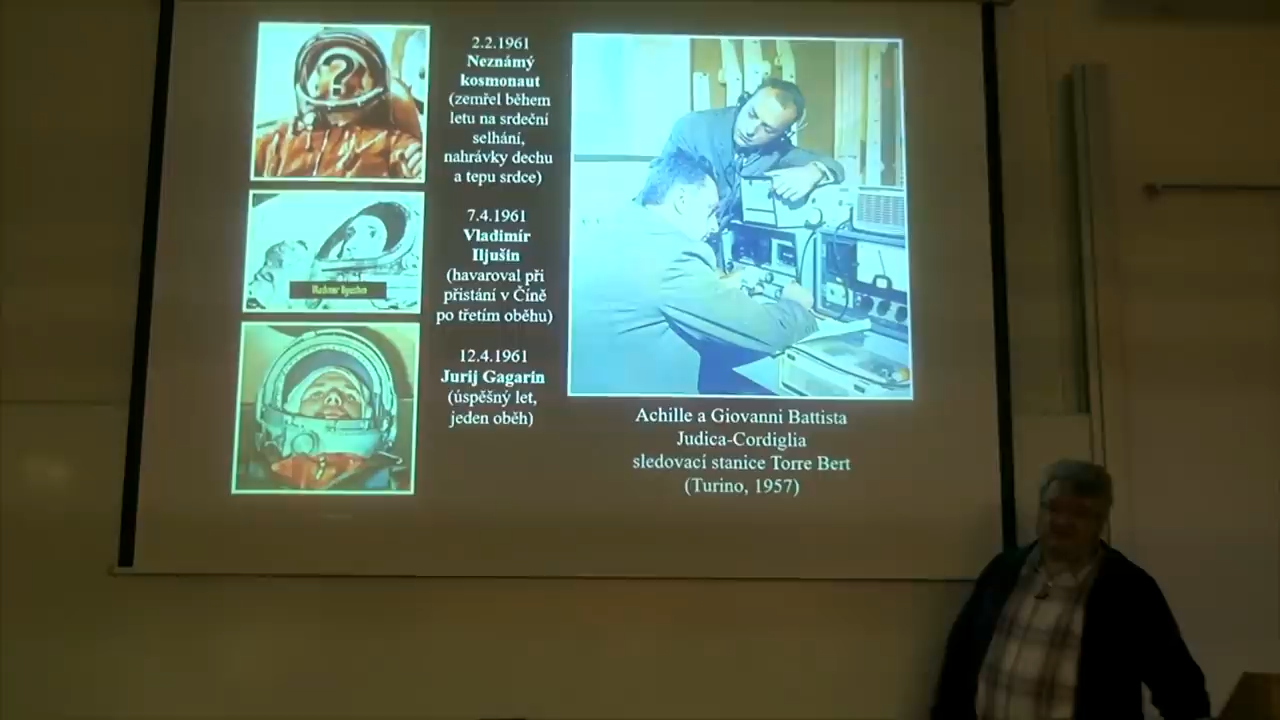 ?
2.2.1961
Neznámý
kosmonaut
(zemřel během
letu na srdeční
selhání,
nahrávky dechu
a tepu srdce)
7.4.1961
Vladimír
Iljušin
(havaroval při
přistání v Číně
po třetím oběhu)
Vladimir Ilyushin
12.4.1961
Jurij Gagarin
(úspěšný let,
jeden oběh)
Achille a Giovanni Battista
Judica-Cordiglia
sledovací stanice Torre Bert
(Turino, 1957)